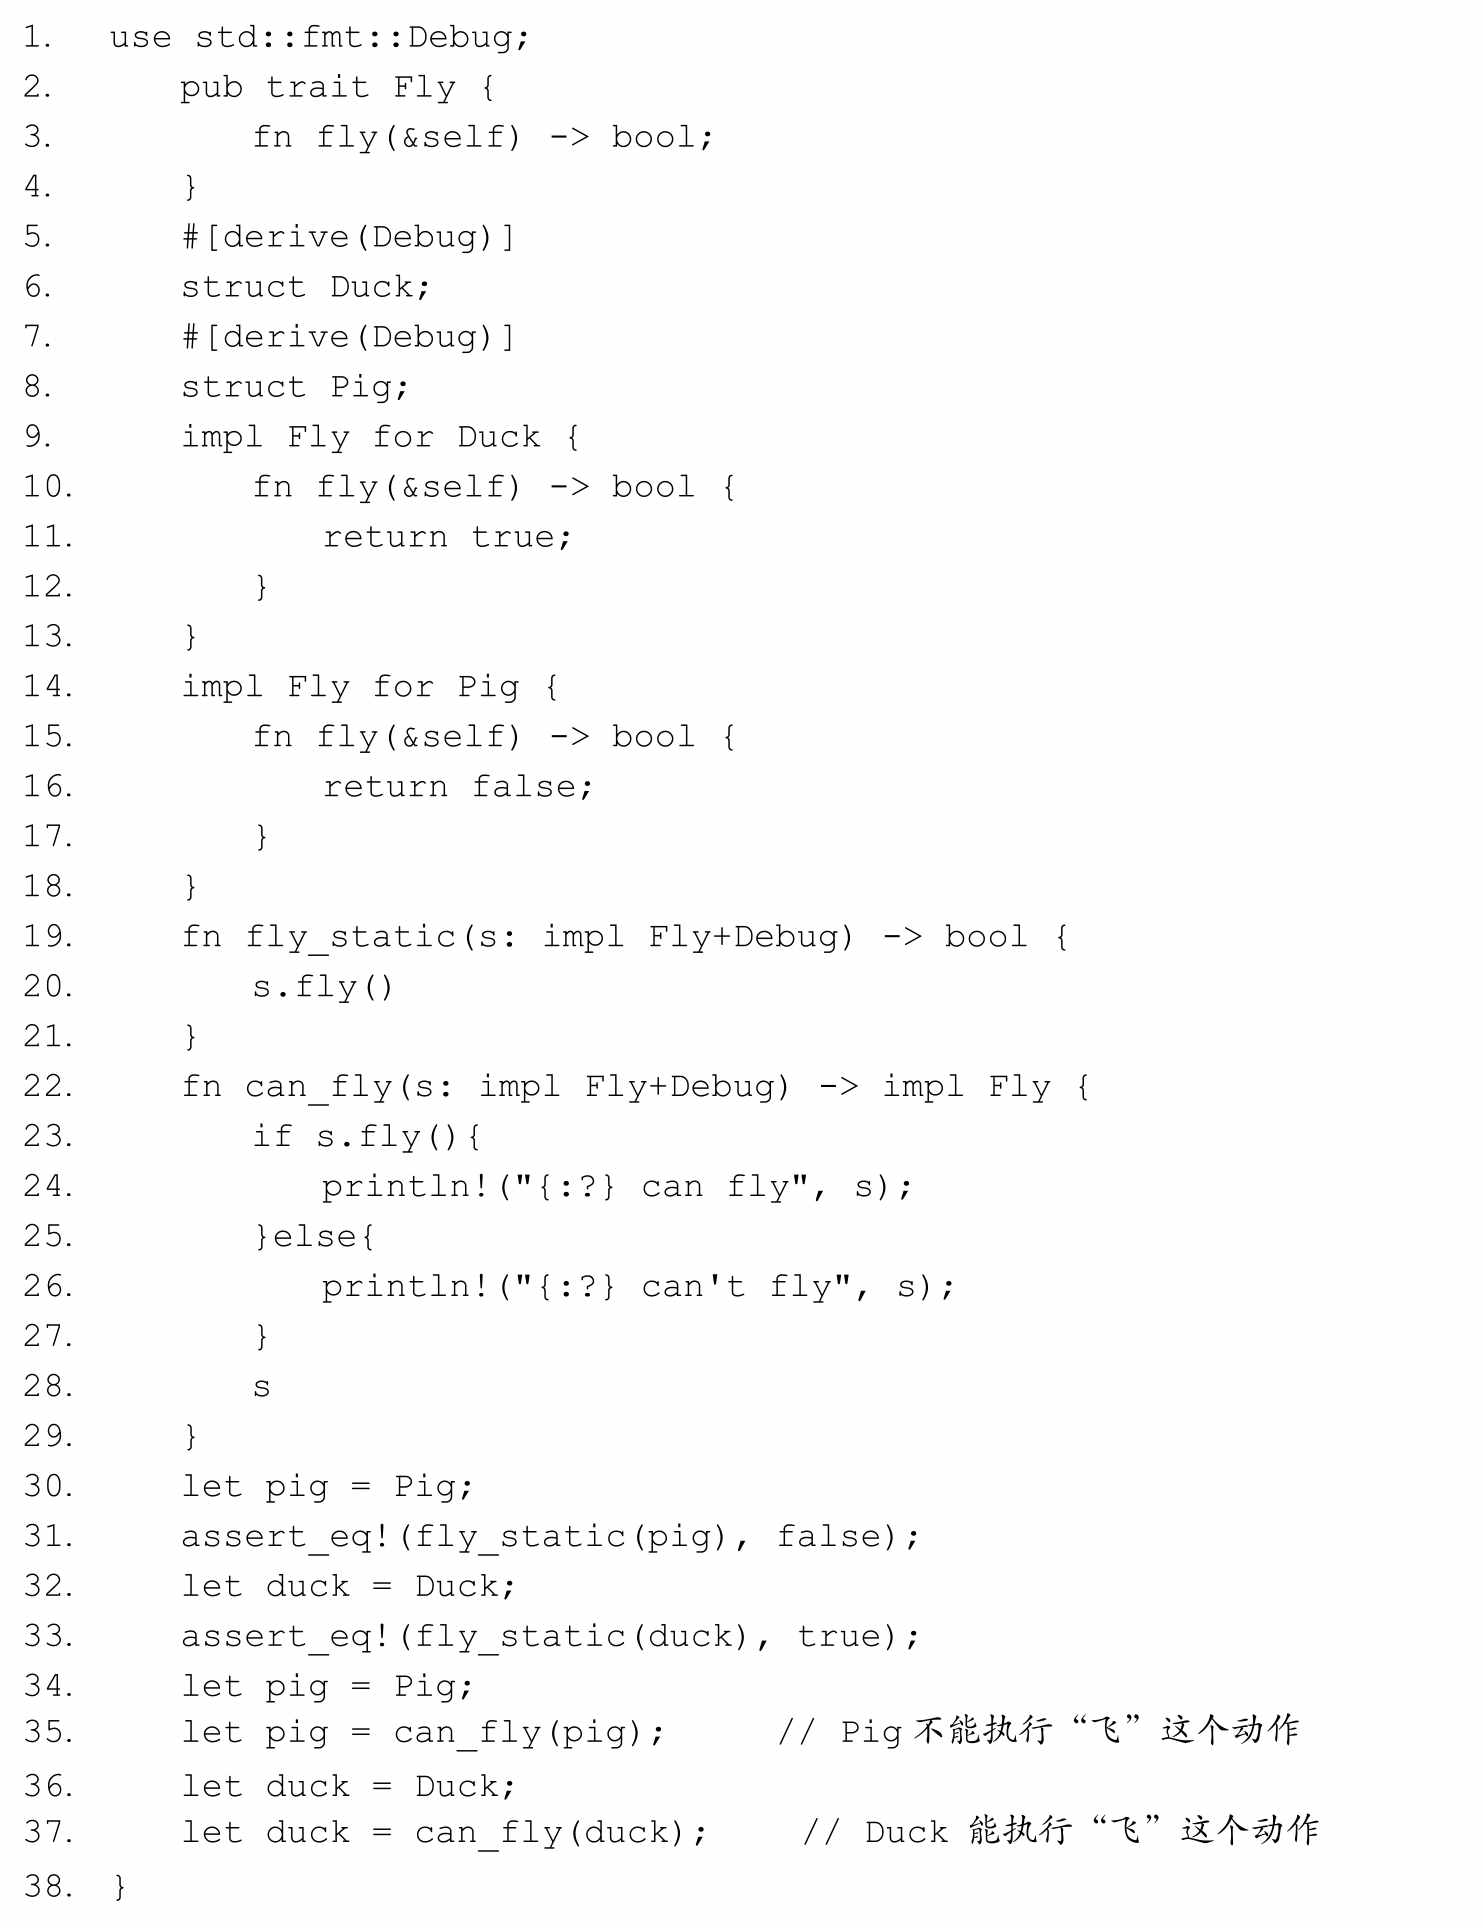 1. use std::fmt::Debug;
2. pub trait Fly {
3. fn fly(&self) -> bool;
4. }
5. #[derive(Debug)]
6. struct Duck;
7. #[derive(Debug)]
8. struct Pig;
9. impl Fly for Duck {
10. fn fly(&self) -> bool {
11. return true;
12. }
13. }
14. impl Fly for Pig {
15. fn fly(&self) -> bool {
16. return false;
17. }
18. }
19. fn fly_static(s: impl Fly+Debug) -> bool {
20. s.fly()
21. }
22. fn can_fly(s: impl Fly+Debug) -> impl Fly {
23. if s.fly(){
24. println!("{:?} can fly", s);
25. }else{
26. println!("{:?} can't fly", s);
27. }
28. s
29. }
30. let pig = Pig;
31. assert_eq!(fly_static(pig), false);
32. let duck = Duck;
33. assert_eq!(fly_static(duck), true);
34. let pig = Pig;
35. let pig = can_fly(pig); // Pig 不能执行“飞”这个动作
36. let duck = Duck;
37. let duck = can_fly(duck); // Duck 能执行“飞”这个动作
38. }